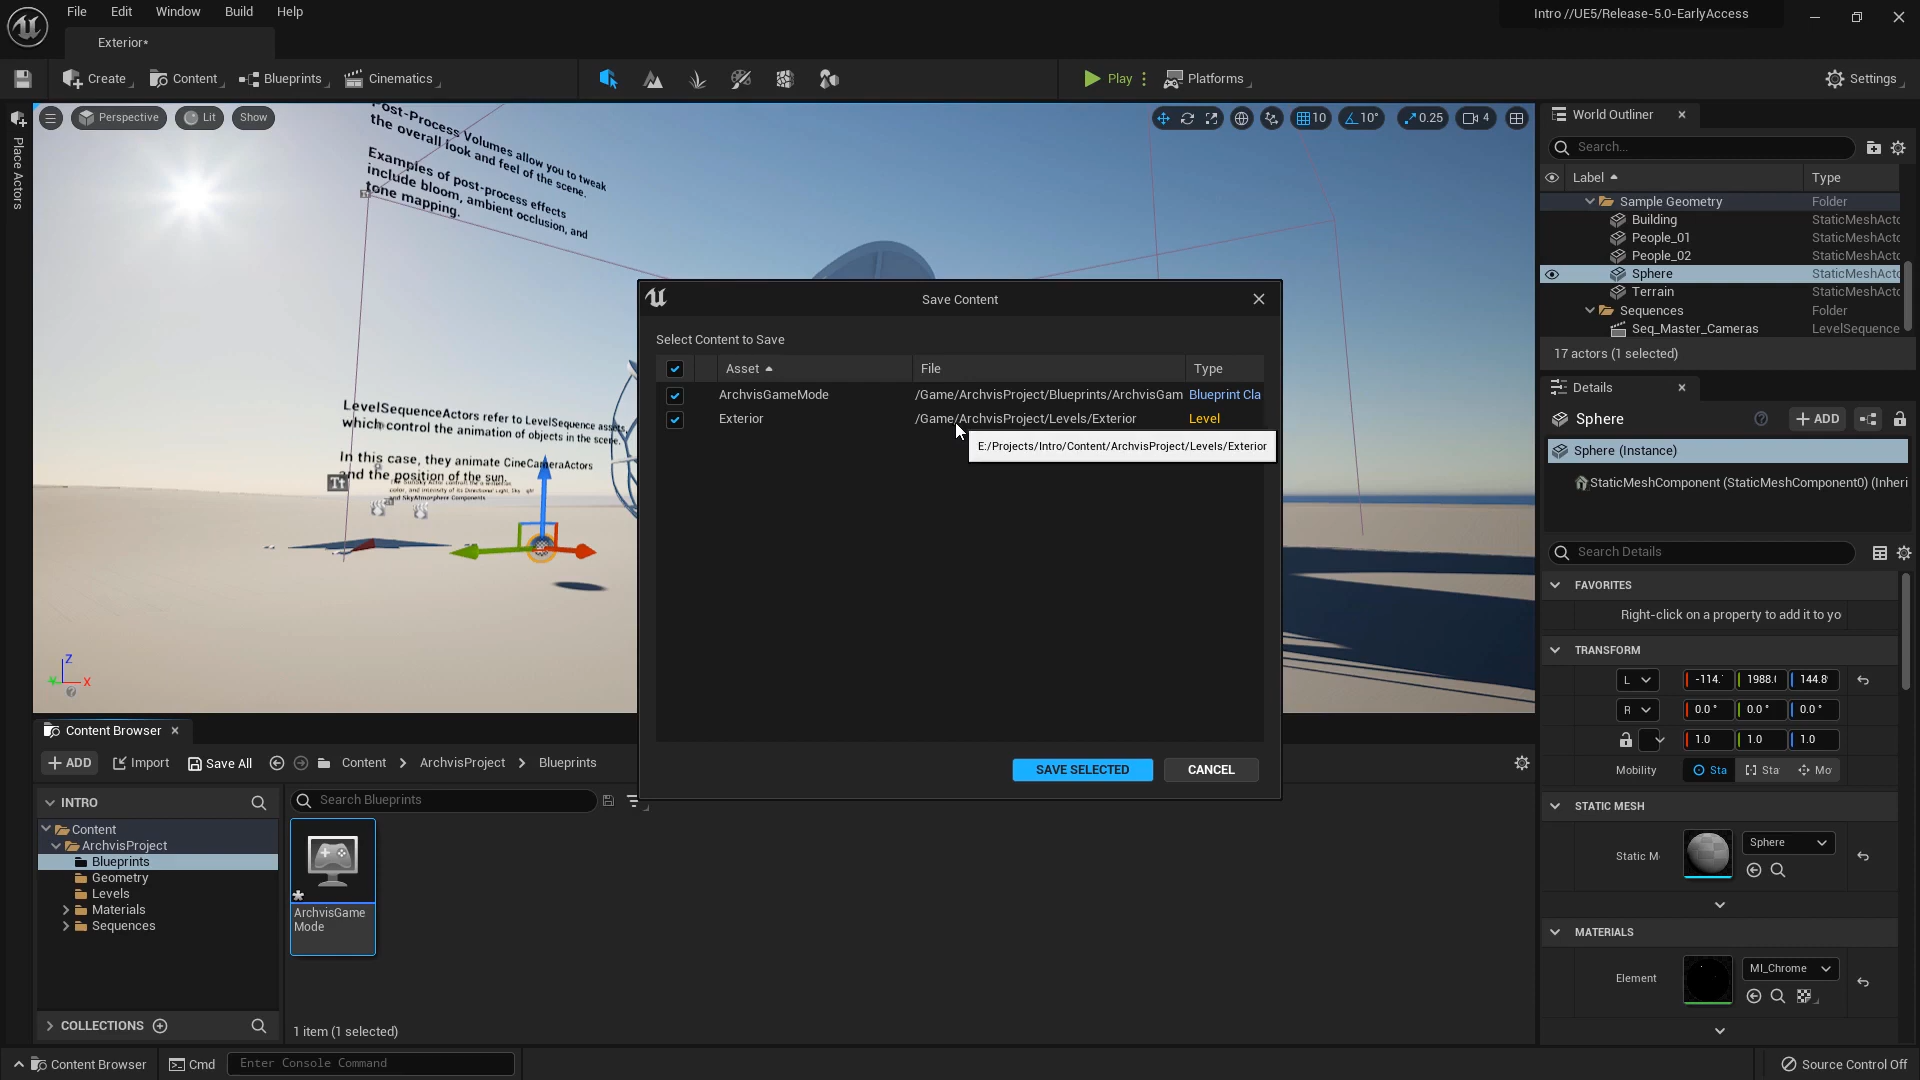 File Edit Window Build Help
Intro //UE5/Release-5.0-EarlyAccess
Exterior*
Create Content Blueprints Cinematics Play Platforms Settings
Place Actors
Perspective Lit Show
10 10° 0.25 4
Post-Process Volumes allow you to tweak
the overall look and feel of the scene.
Examples of post-process effects
include bloom, ambient occlusion, and
tone mapping.
LevelSequenceActors refer to LevelSequence assets,
which control the animation of objects in the scene.
In this case, they animate CineCameraActors
and the position of the sun.
and SkyAtmosphere Components.
Tt
Z
X
Save Content
Select Content to Save
Asset File Type
ArchvisGameMode /Game/ArchvisProject/Blueprints/ArchvisGam Blueprint Cla
Exterior /Game/ArchvisProject/Levels/Exterior Level
E:/Projects/Intro/Content/ArchvisProject/Levels/Exterior
SAVE SELECTED CANCEL
World Outliner
Search...
Label Type
Sample Geometry Folder
Building StaticMeshActo
People_01 StaticMeshActo
People_02 StaticMeshActo
Sphere StaticMeshActo
Terrain StaticMeshActo
Sequences Folder
Seq_Master_Cameras LevelSequence
17 actors (1 selected)
Details
Sphere ADD
Sphere (Instance)
StaticMeshComponent (StaticMeshComponent0) (Inheri
Search Details
FAVORITES
Right-click on a property to add it to yo
TRANSFORM
L -114. 1988.( 144.8
R 0.0 ° 0.0 ° 0.0 °
1.0 1.0 1.0
Mobility Sta Sta Mo
STATIC MESH
Static M Sphere
MATERIALS
Element MI_Chrome
Content Browser
ADD Import Save All Content ArchvisProject Blueprints
INTRO
Search Blueprints
Content
ArchvisProject
Blueprints
Geometry
Levels
Materials
Sequences
ArchvisGame
Mode
COLLECTIONS
1 item (1 selected)
Content Browser Cmd Enter Console Command Source Control Off